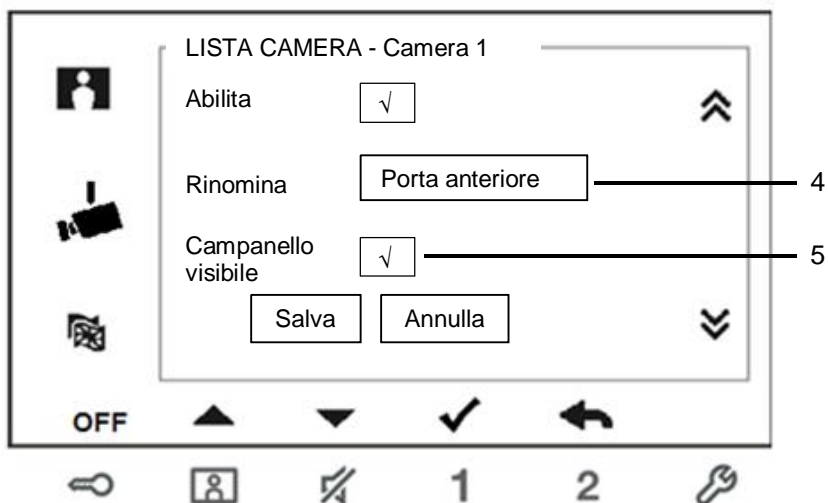 LISTA CAMERA - Camera 1
Abilita √
Rinomina Porta anteriore 4
Campanello visibile √ 5
Salva Annulla
OFF
1 2